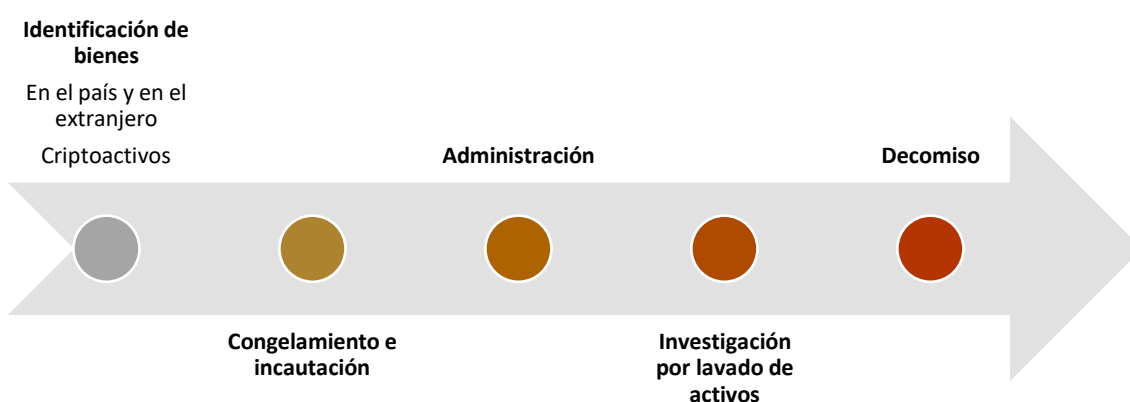 Identificación de
bienes
En el país y en el
extranjero
Criptoactivos
Congelamiento e
incautación
Administración
Investigación
por lavado de
activos
Decomiso